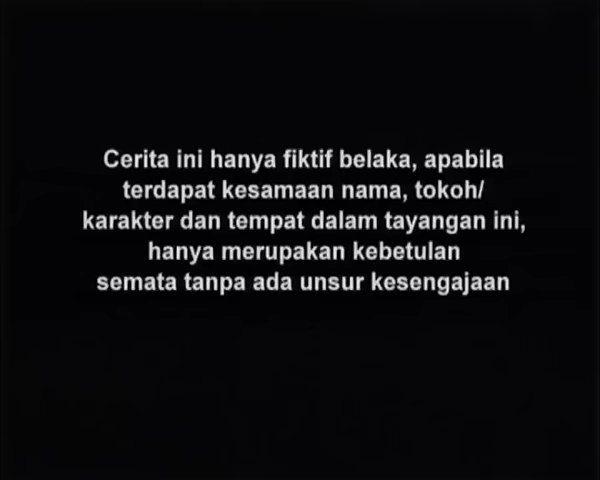 Cerita ini hanya fiktif belaka, apabila
terdapat kesamaan nama, tokoh/
karakter dan tempat dalam tayangan ini,
hanya merupakan kebetulan
semata tanpa ada unsur kesengajaan